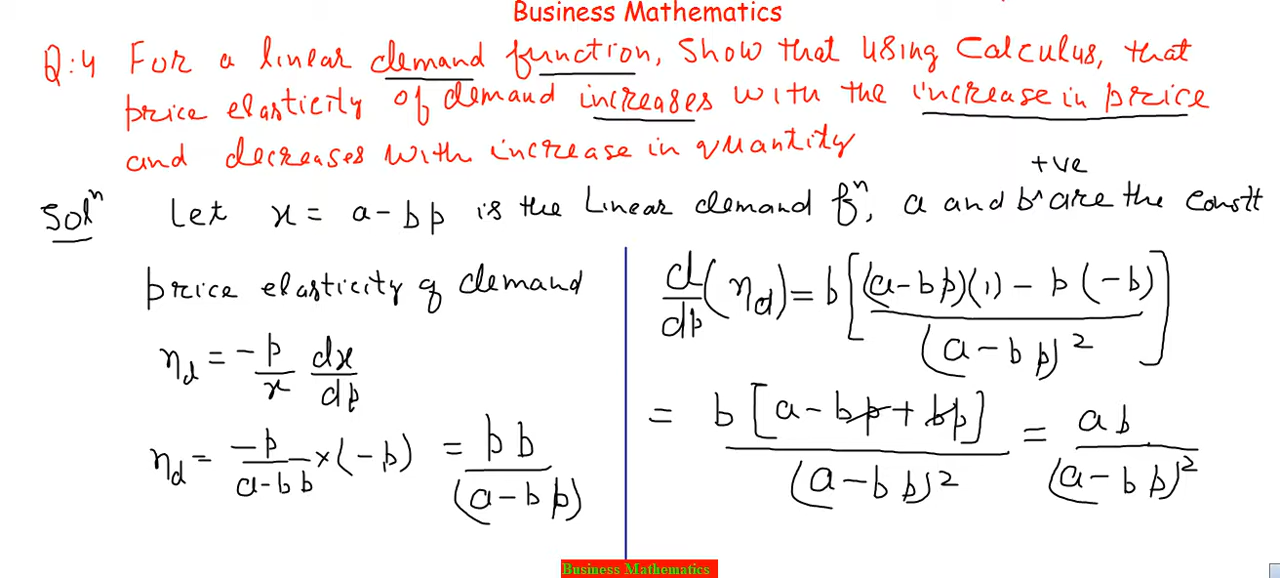 Business Mathematics
Q:4 For a linear demand function, Show that using Calculus, that
price elasticity of demand increases with the increase in price
and decreases with increase in quantity
+ve
Solⁿ Let x = a - bp is the Linear demand fⁿ, a and b are the constt
price elasticity of demand
η_d = -p/x dx/dp
η_d = -p/(a-bp) × (-b) = pb/(a-bp)
d/dp (η_d) = b[((a-bp)(1) - p(-b))/(a-bp)²]
= b[a-bp+bp]/(a-bp)² = ab/(a-bp)²
Business Mathematics